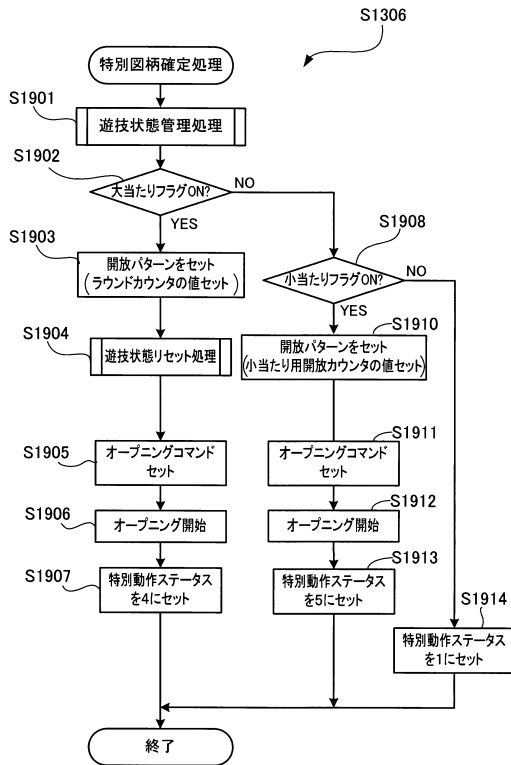 S1306
特別図柄確定処理
S1901
遊技状態管理処理
S1902
大当たりフラグON?
NO
YES
S1903
開放パターンをセット
(ラウンドカウンタの値セット)
S1904
遊技状態リセット処理
S1905
オープニングコマンド
セット
S1906
オープニング開始
S1907
特別動作ステータス
を4にセット
S1908
小当たりフラグON?
NO
YES
S1910
開放パターンをセット
(小当たり用開放カウンタの値セット)
S1911
オープニングコマンド
セット
S1912
オープニング開始
S1913
特別動作ステータス
を5にセット
S1914
特別動作ステータス
を1にセット
終了